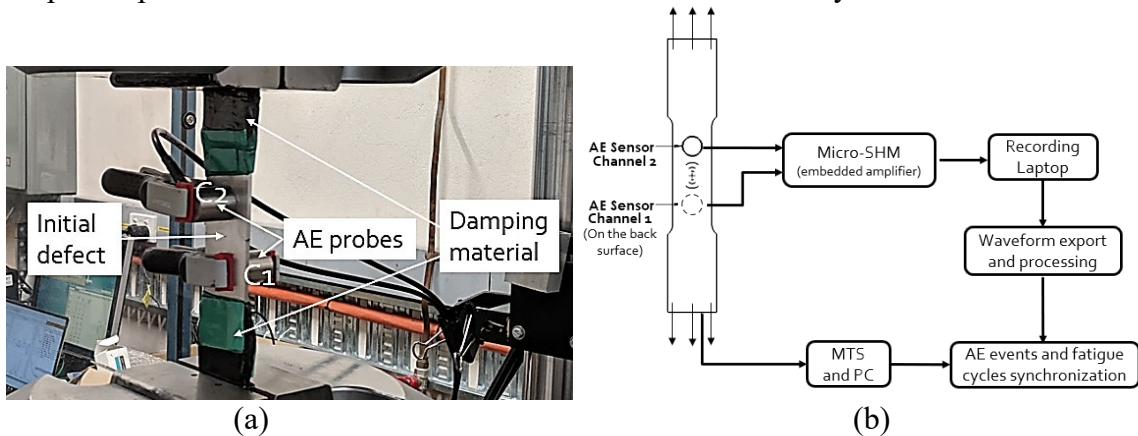 C2
Initial
defect
AE probes
Damping
material
C1
(a)
AE Sensor
Channel 2
Micro-SHM
(embedded amplifier)
Recording
Laptop
AE Sensor
Channel 1
(On the back
surface)
Waveform export
and processing
MTS
and PC
AE events and fatigue
cycles synchronization
(b)